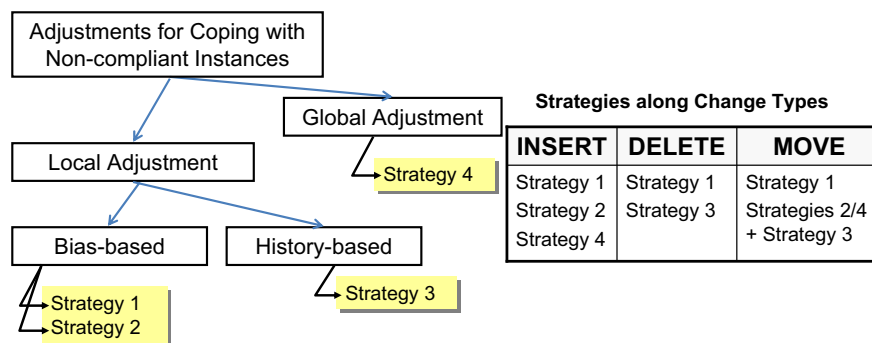 Adjustments for Coping with
Non-compliant Instances
Global Adjustment
Strategy 4
Local Adjustment
Bias-based
History-based
Strategy 1
Strategy 2
Strategy 3
Strategies along Change Types
INSERT DELETE MOVE
Strategy 1 Strategy 1 Strategy 1
Strategy 2 Strategy 3 Strategies 2/4
Strategy 4 + Strategy 3